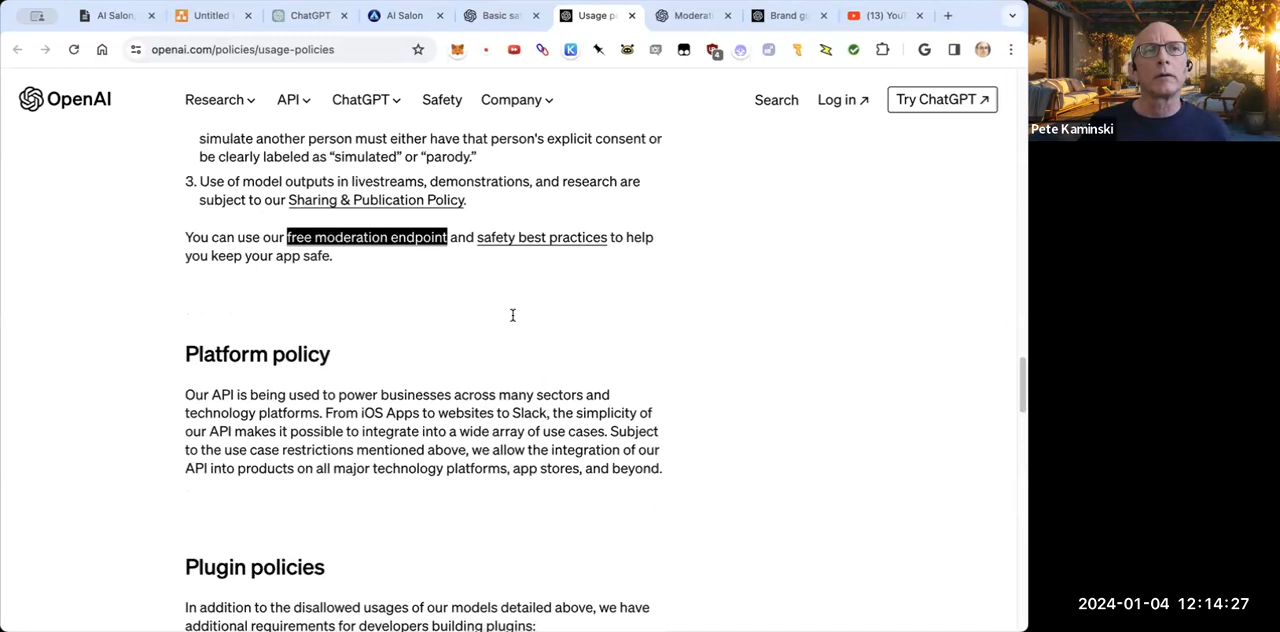 AI Salon,
Untitled
ChatGPT
AI Salon
Basic sa
Usage p
Moderati
Brand g
(13) YouT
openai.com/policies/usage-policies
4
OpenAI
Research
API
ChatGPT
Safety
Company
Search
Log in ↗
Try ChatGPT ↗
simulate another person must either have that person's explicit consent or
be clearly labeled as “simulated” or “parody.”
3. Use of model outputs in livestreams, demonstrations, and research are
subject to our Sharing & Publication Policy.
You can use our free moderation endpoint and safety best practices to help
you keep your app safe.
Platform policy
Our API is being used to power businesses across many sectors and
technology platforms. From iOS Apps to websites to Slack, the simplicity of
our API makes it possible to integrate into a wide array of use cases. Subject
to the use case restrictions mentioned above, we allow the integration of our
API into products on all major technology platforms, app stores, and beyond.
Plugin policies
In addition to the disallowed usages of our models detailed above, we have
additional requirements for developers building plugins:
Pete Kaminski
2024-01-04 12:14:27